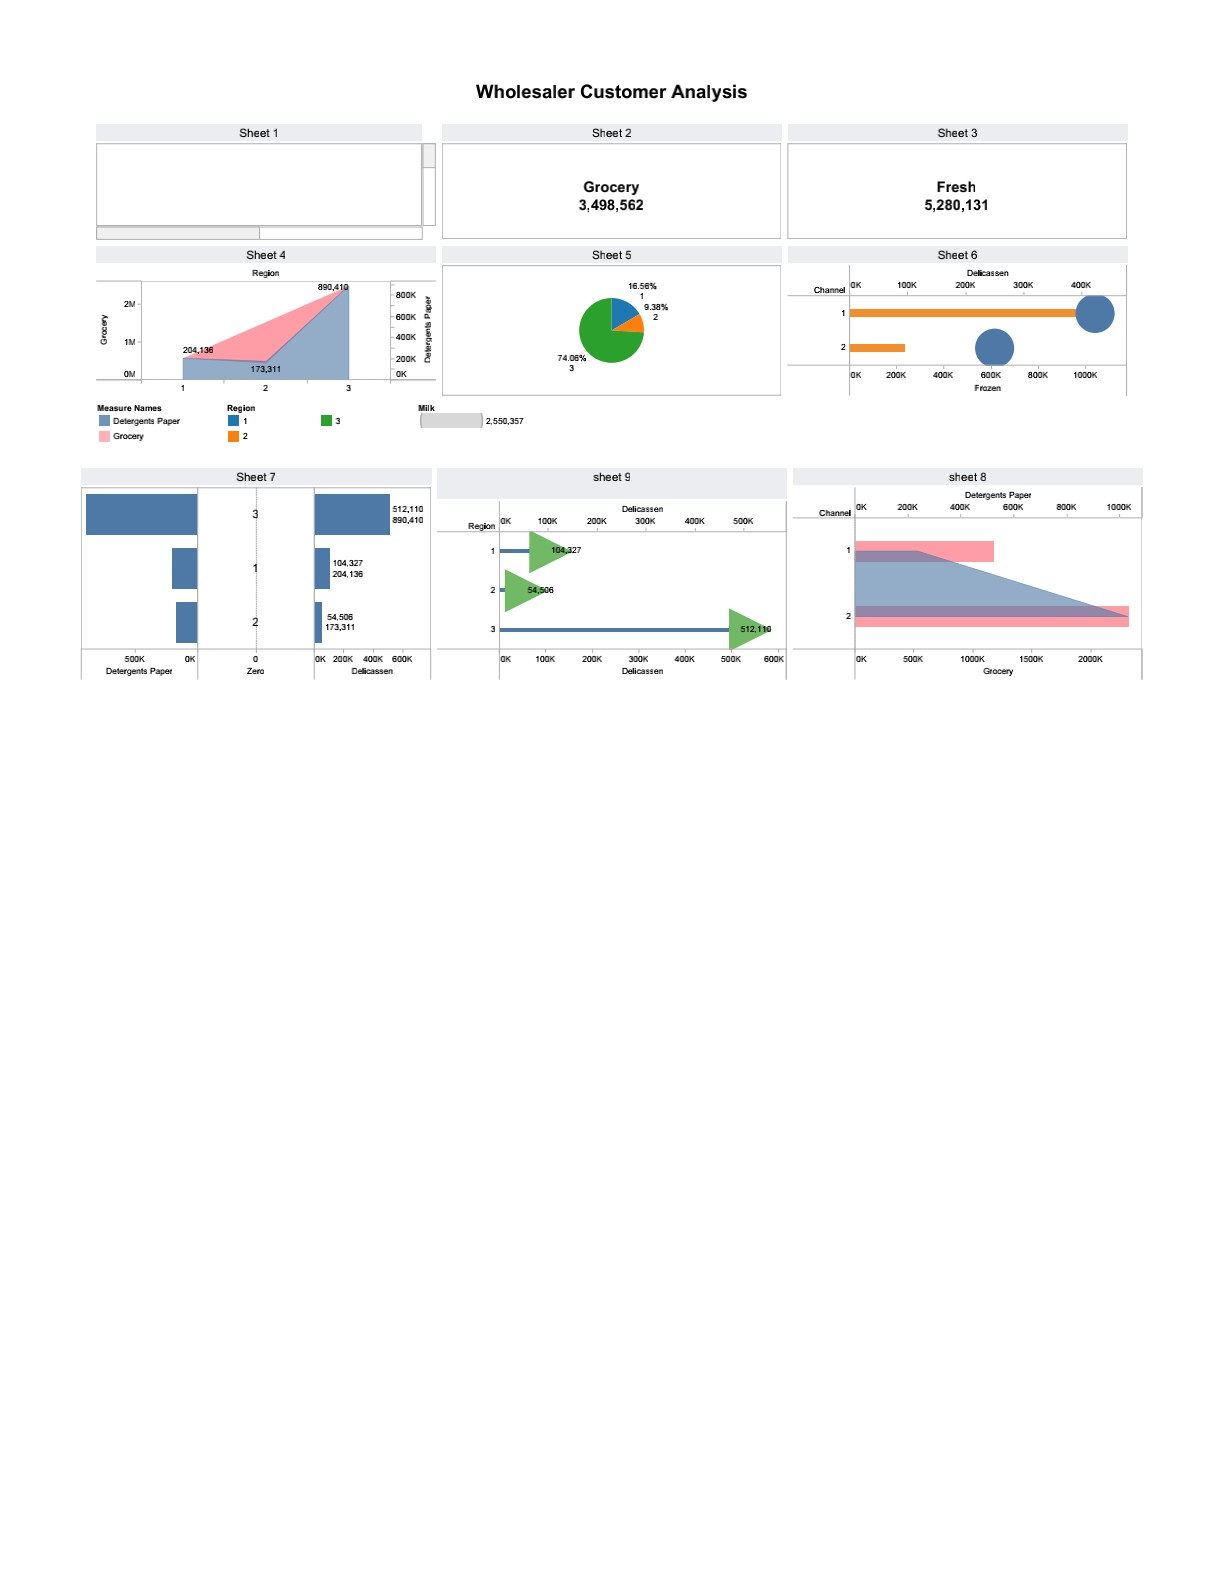 Wholesaler Customer Analysis
Sheet 1
Sheet 2
Sheet 3
Grocery
3,498,562
Fresh
5,280,131
Sheet 4
Region
890,410
204,136
173,311
2M
1M
0M
Grocery
800K
600K
400K
200K
0K
Detergents Paper
1 2 3
Sheet 5
16.56%
1
9.38%
2
74.06%
3
Sheet 6
Delicassen
Channel
0K 100K 200K 300K 400K
1
2
0K 200K 400K 600K 800K 1000K
Frozen
Measure Names
Detergents Paper
Grocery
Region
1
2
3
Milk
2,550,357
Sheet 7
3
512,110
890,410
1
104,327
204,136
2
54,506
173,311
500K 0K
Detergents Paper
0
Zero
0K 200K 400K 600K
Delicassen
sheet 9
Delicassen
Region
0K 100K 200K 300K 400K 500K
1 104,327
2 54,506
3 512,110
0K 100K 200K 300K 400K 500K 600K
Delicassen
sheet 8
Detergents Paper
Channel
0K 200K 400K 600K 800K 1000K
1
2
0K 500K 1000K 1500K 2000K
Grocery